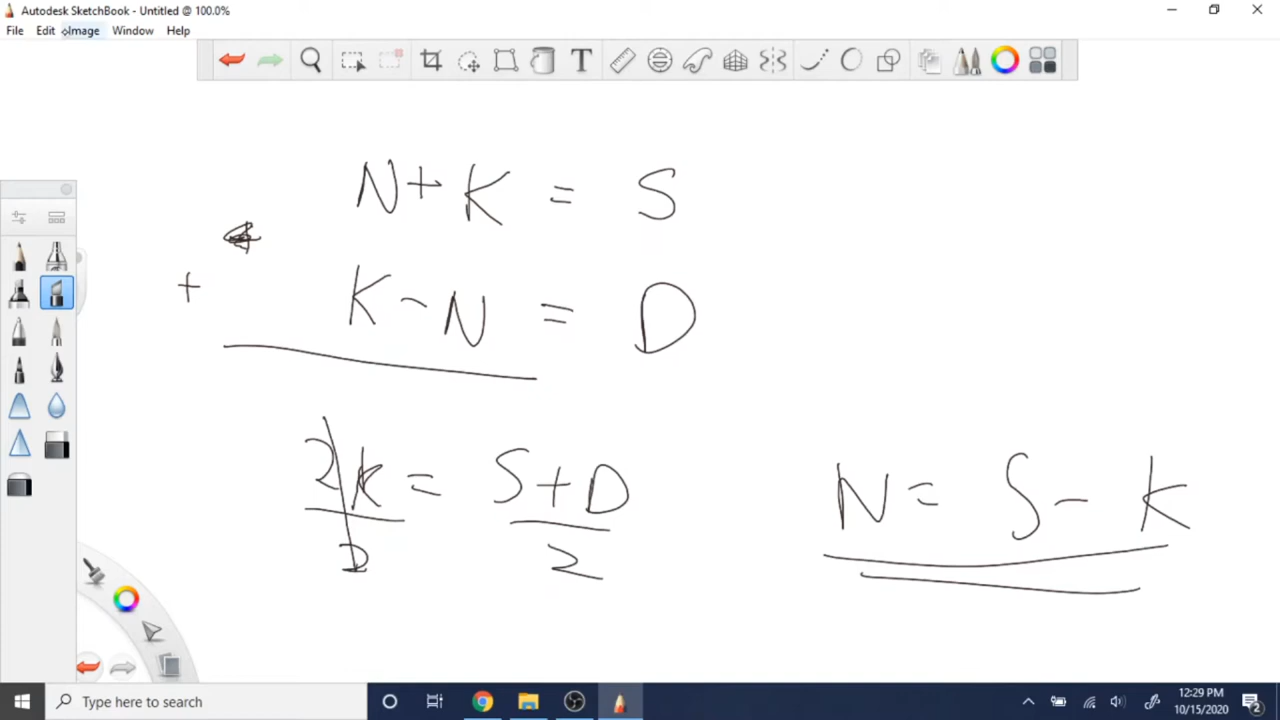 Autodesk SketchBook - Untitled @ 100.0%
File Edit Image Window Help
N + K = S
+ K - N = D
2K = S + D
2 2
N = S - K
Type here to search
12:29 PM
10/15/2020
2